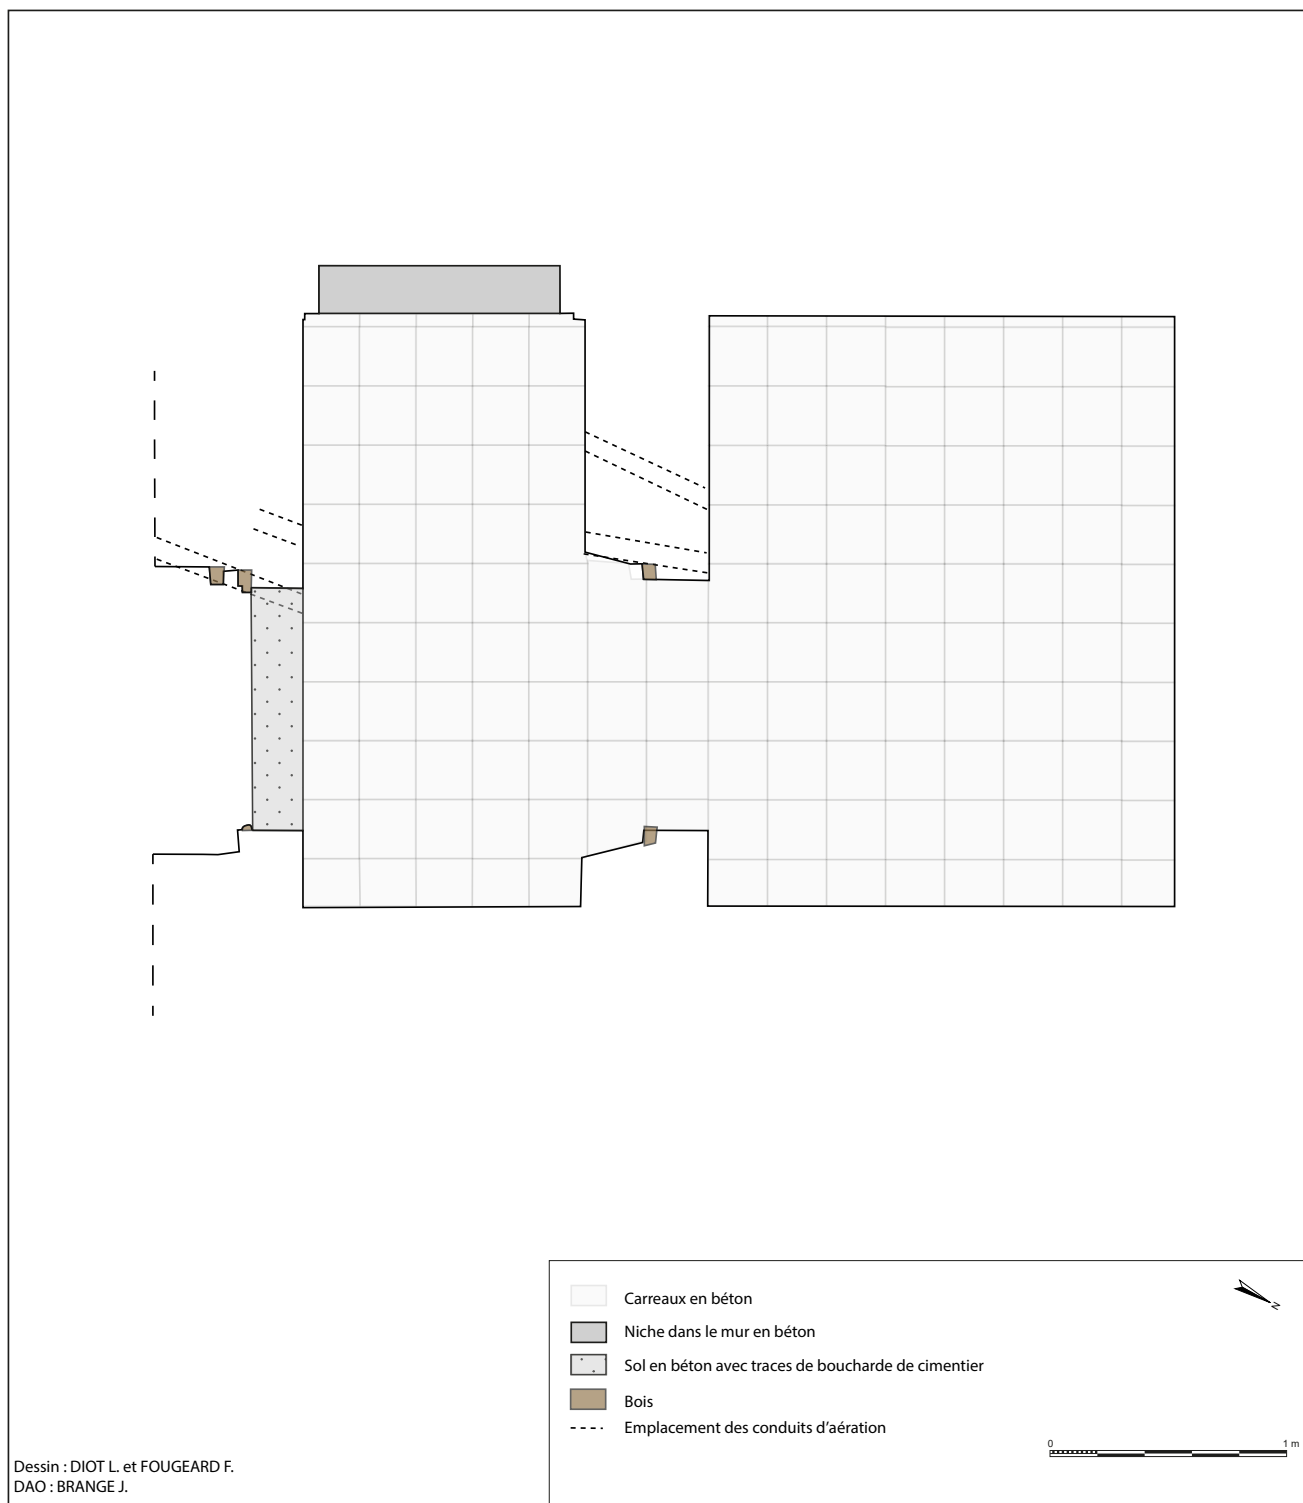 Carreaux en béton
N
Niche dans le mur en béton
Sol en béton avec traces de boucharde de cimentier
Bois
Emplacement des conduits d’aération
0 1 m
Dessin : DIOT L. et FOUGEARD F.
DAO : BRANGE J.